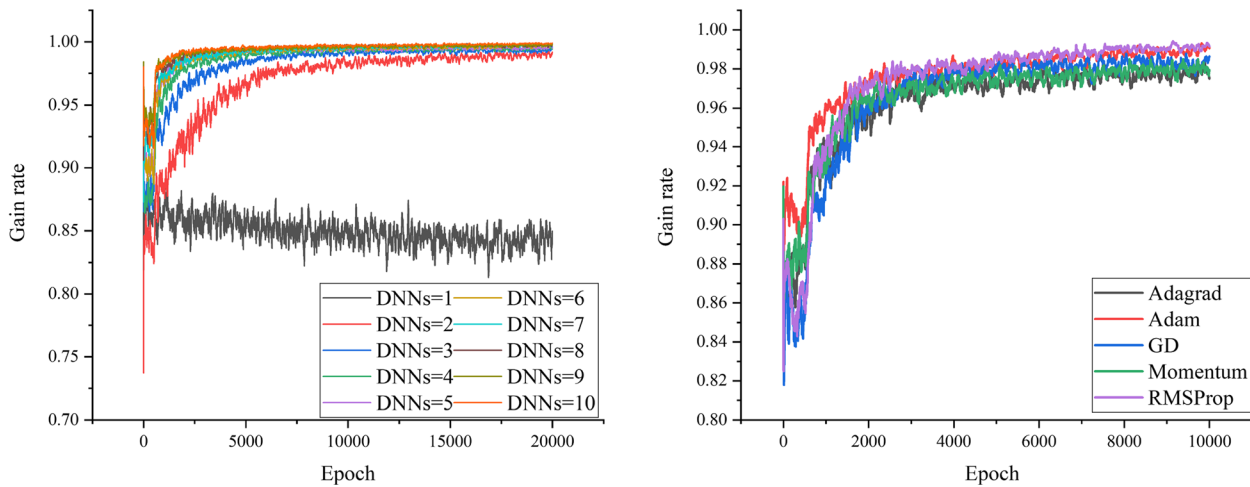 1.00
0.95
0.90
0.85
0.80
0.75
0.70
Gain rate
DNNs=1 DNNs=6
DNNs=2 DNNs=7
DNNs=3 DNNs=8
DNNs=4 DNNs=9
DNNs=5 DNNs=10
0 5000 10000 15000 20000
Epoch
1.00
0.98
0.96
0.94
0.92
0.90
0.88
0.86
0.84
0.82
0.80
Gain rate
Adagrad
Adam
GD
Momentum
RMSProp
0 2000 4000 6000 8000 10000
Epoch